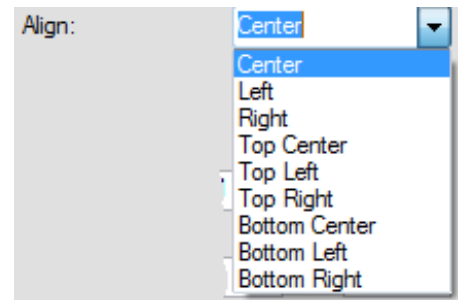 Align: Center
Center
Left
Right
Top Center
Top Left
Top Right
Bottom Center
Bottom Left
Bottom Right